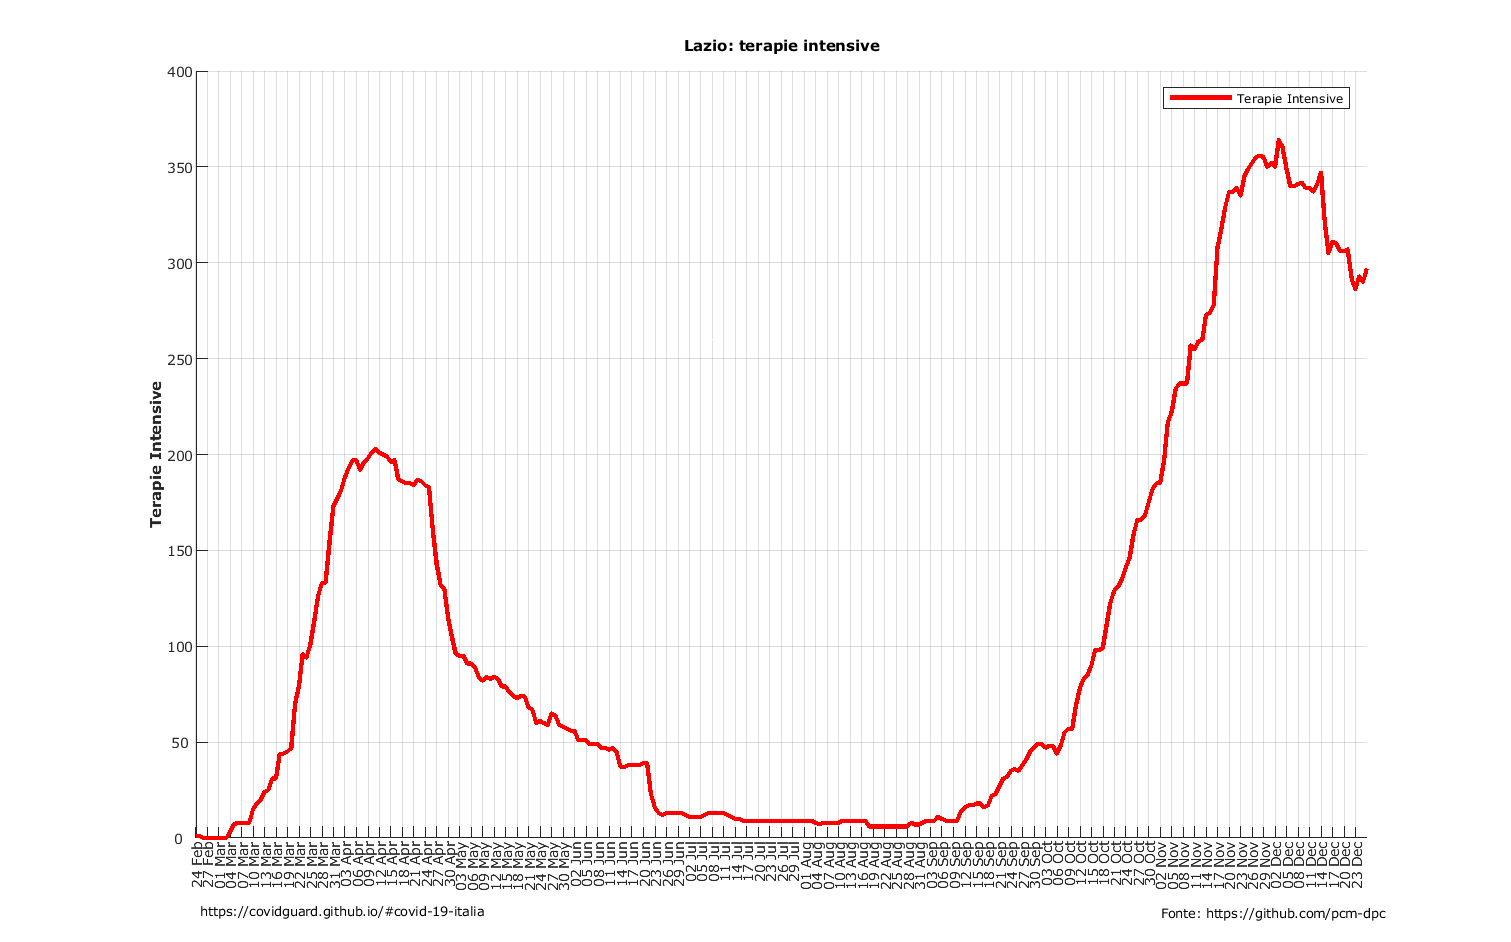 Lazio: terapie intensive
Terapie Intensive
400
350
300
250
200
150
100
50
0
Terapie Intensive
24 Feb
27 Feb
01 Mar
04 Mar
07 Mar
10 Mar
13 Mar
16 Mar
19 Mar
22 Mar
25 Mar
28 Mar
31 Mar
03 Apr
06 Apr
09 Apr
12 Apr
15 Apr
18 Apr
21 Apr
24 Apr
27 Apr
30 Apr
03 May
06 May
09 May
12 May
15 May
18 May
21 May
24 May
27 May
30 May
02 Jun
05 Jun
08 Jun
11 Jun
14 Jun
17 Jun
20 Jun
23 Jun
26 Jun
29 Jun
02 Jul
05 Jul
08 Jul
11 Jul
14 Jul
17 Jul
20 Jul
23 Jul
26 Jul
29 Jul
01 Aug
04 Aug
07 Aug
10 Aug
13 Aug
16 Aug
19 Aug
22 Aug
25 Aug
28 Aug
31 Aug
03 Sep
06 Sep
09 Sep
12 Sep
15 Sep
18 Sep
21 Sep
24 Sep
27 Sep
30 Sep
03 Oct
06 Oct
09 Oct
12 Oct
15 Oct
18 Oct
21 Oct
24 Oct
27 Oct
30 Oct
02 Nov
05 Nov
08 Nov
11 Nov
14 Nov
17 Nov
20 Nov
23 Nov
26 Nov
29 Nov
02 Dec
05 Dec
08 Dec
11 Dec
14 Dec
17 Dec
20 Dec
23 Dec
https://covidguard.github.io/#covid-19-italia
Fonte: https://github.com/pcm-dpc